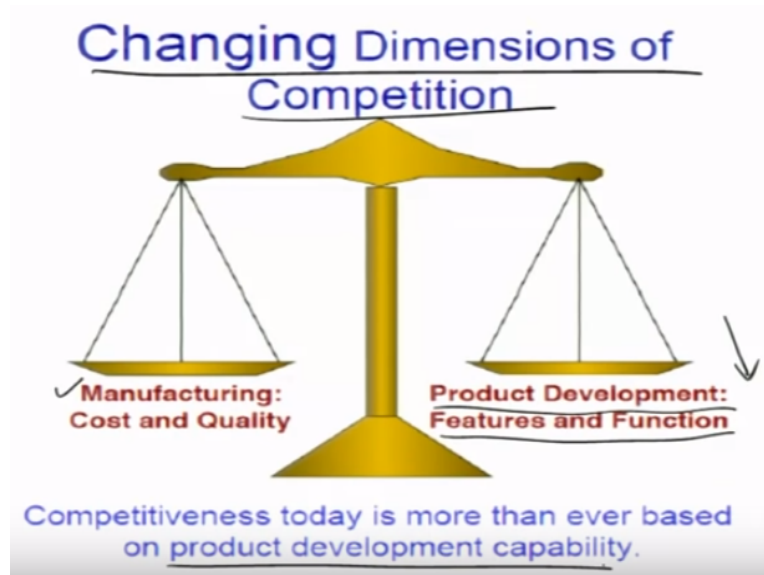 Changing Dimensions of
Competition
Manufacturing:
Cost and Quality
Product Development:
Features and Function
Competitiveness today is more than ever based
on product development capability.